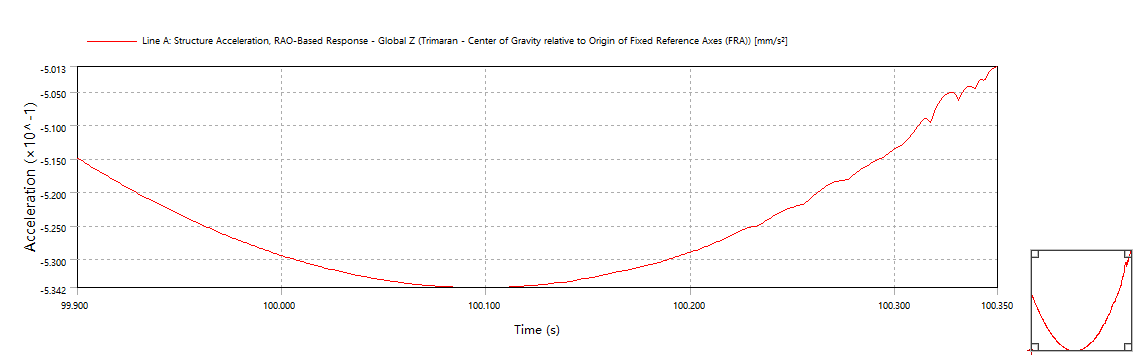 Line A: Structure Acceleration, RAO-Based Response - Global Z (Trimaran - Center of Gravity relative to Origin of Fixed Reference Axes (FRA)) [mm/s²]
Acceleration (×10^-1)
-5.013
-5.050
-5.100
-5.150
-5.200
-5.250
-5.300
-5.342
99.900 100.000 100.100 100.200 100.300 100.350
Time (s)